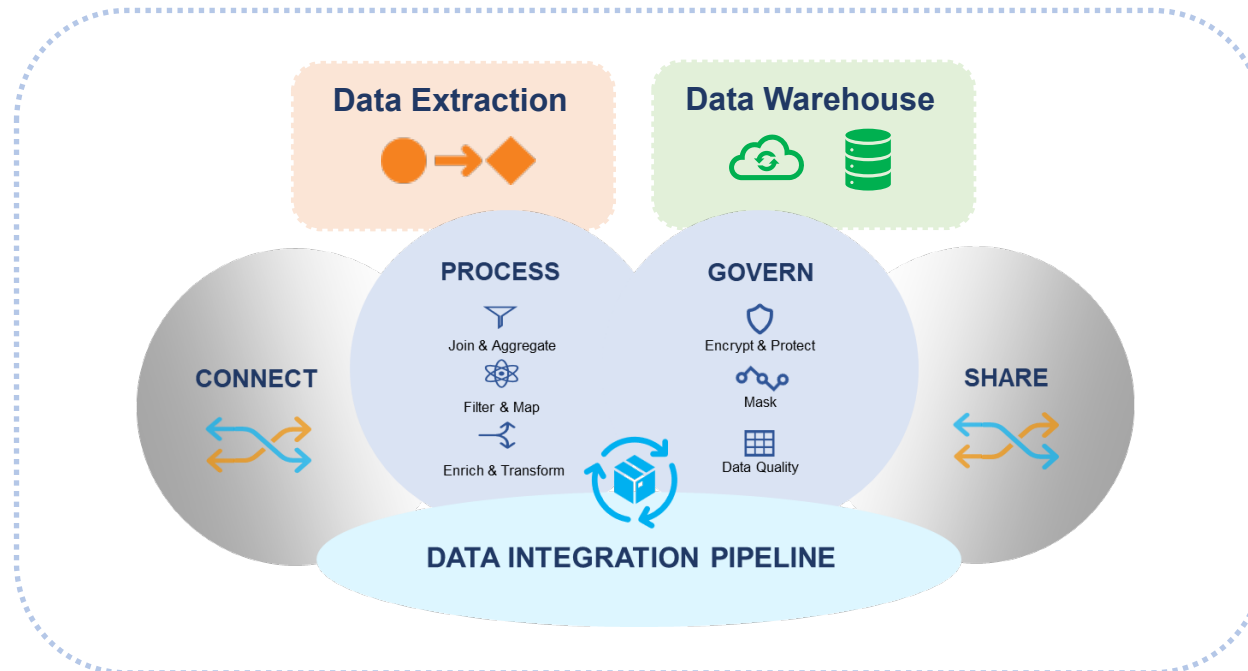 Data Extraction
Data Warehouse
PROCESS
GOVERN
Join & Aggregate
Encrypt & Protect
CONNECT
SHARE
Filter & Map
Mask
Enrich & Transform
Data Quality
DATA INTEGRATION PIPELINE